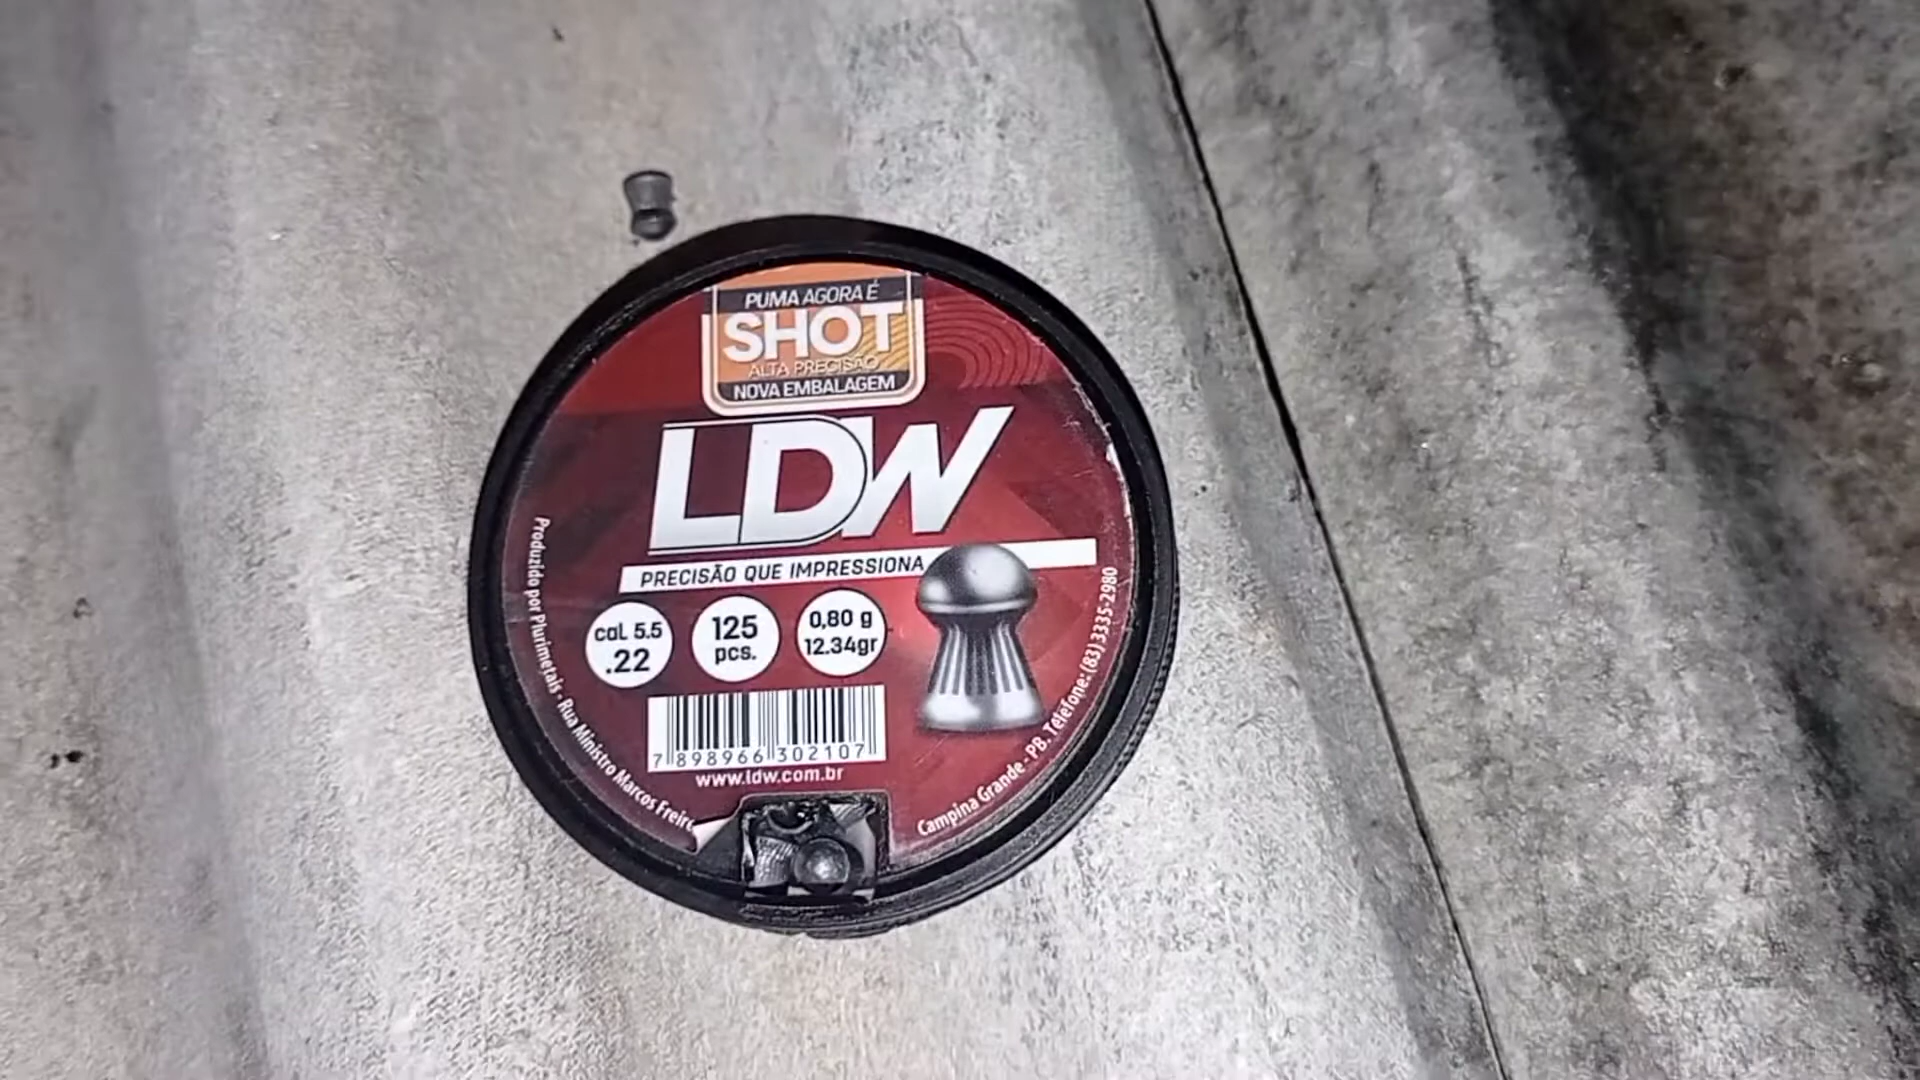 PUMA AGORA É
SHOT
ALTA PRECISÃO
NOVA EMBALAGEM
LDW
PRECISÃO QUE IMPRESSIONA
cal. 5.5
.22
125
pcs.
0,80 g
12.34gr
7 898966 302107
www.ldw.com.br
Produzido por Plurimetais - Rua Ministro Marcos Freire
Campina Grande - PB. Telefone: (83) 3335-2980